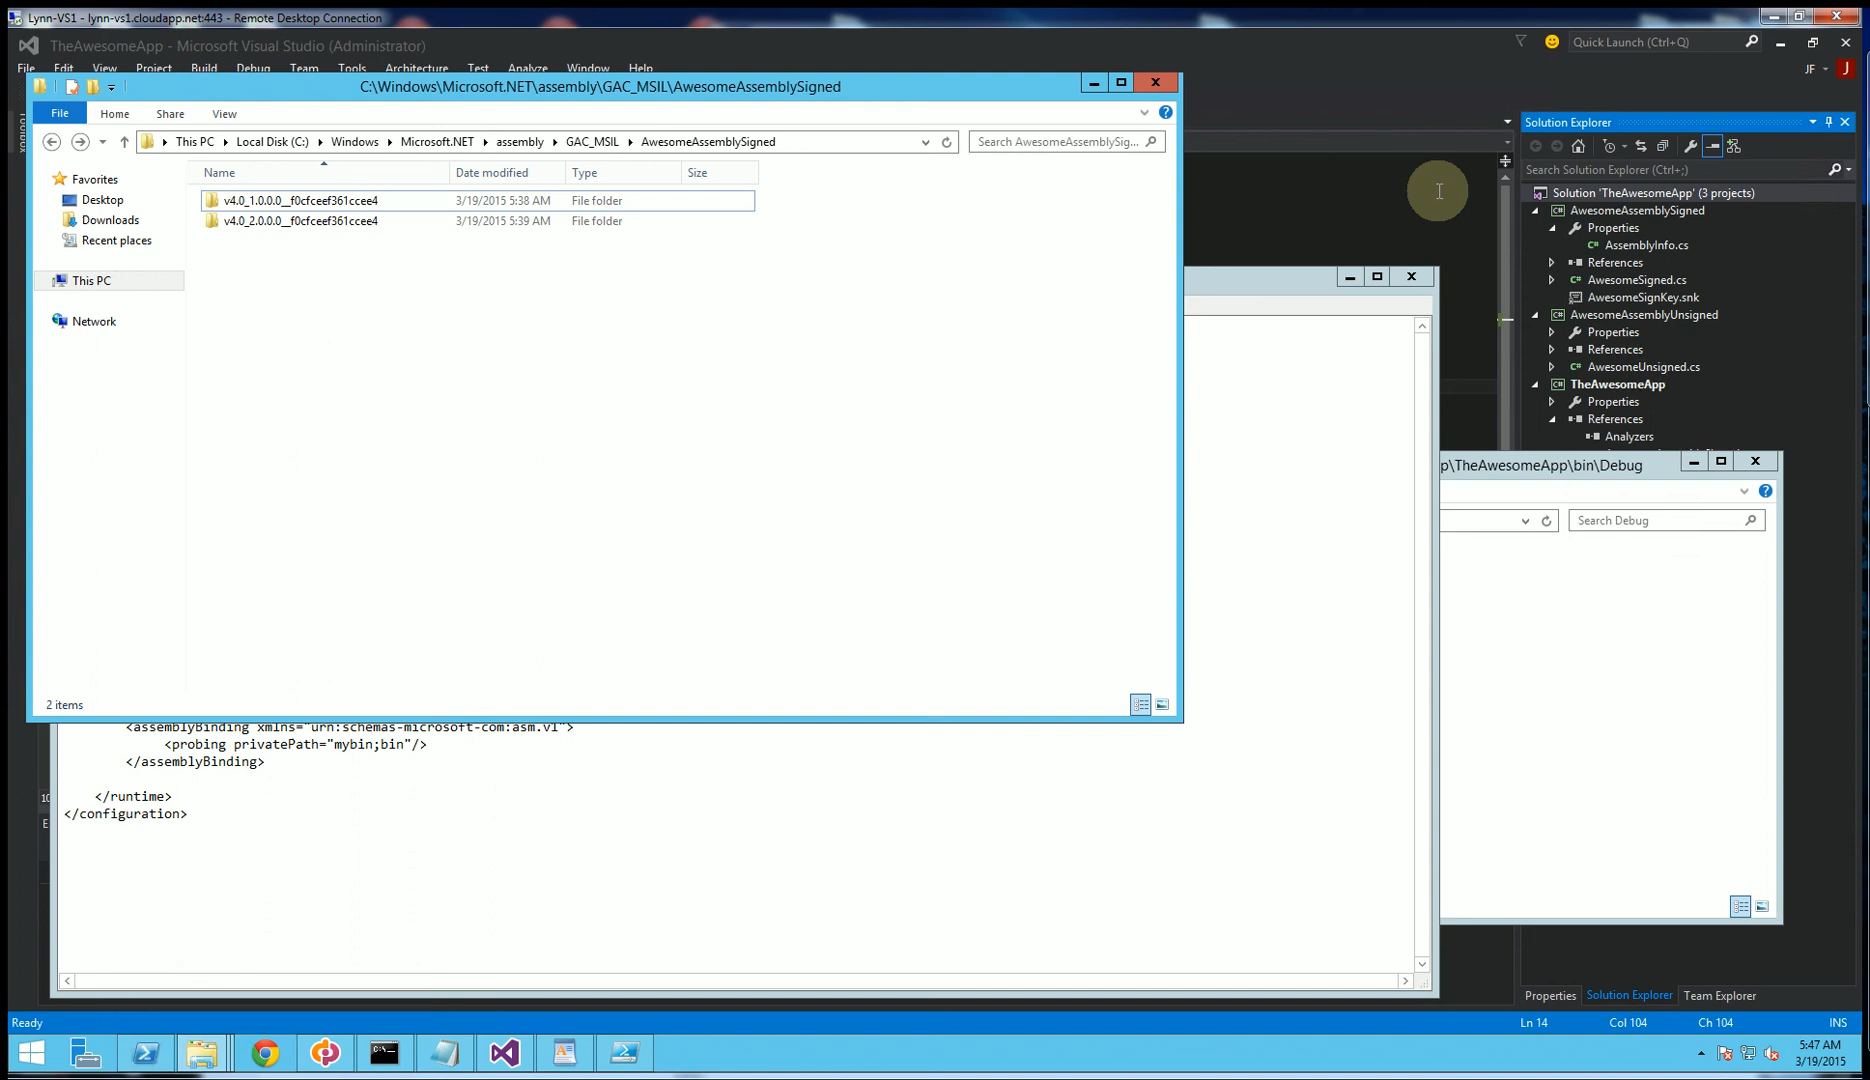 Lynn-VS1 - lynn-vs1.cloudapp.net:443 - Remote Desktop Connection
TheAwesomeApp - Microsoft Visual Studio (Administrator)
Quick Launch (Ctrl+Q)
File Edit View Project Build Debug Team Tools Architecture Test Analyze Window Help
JF J
C:\Windows\Microsoft.NET\assembly\GAC_MSIL\AwesomeAssemblySigned
File Home Share View
This PC Local Disk (C:) Windows Microsoft.NET assembly GAC_MSIL AwesomeAssemblySigned
Search AwesomeAssemblySig...
Name Date modified Type Size
v4.0_1.0.0.0__f0cfceef361ccee4 3/19/2015 5:38 AM File folder
v4.0_2.0.0.0__f0cfceef361ccee4 3/19/2015 5:39 AM File folder
Favorites
Desktop
Downloads
Recent places
This PC
Network
2 items
Solution Explorer
Search Solution Explorer (Ctrl+;)
Solution 'TheAwesomeApp' (3 projects)
AwesomeAssemblySigned
Properties
AssemblyInfo.cs
References
AwesomeSigned.cs
AwesomeSignKey.snk
AwesomeAssemblyUnsigned
Properties
References
AwesomeUnsigned.cs
TheAwesomeApp
Properties
References
Analyzers
p\TheAwesomeApp\bin\Debug
Search Debug
<assemblyBinding xmlns="urn:schemas-microsoft-com:asm.v1">
<probing privatePath="mybin;bin"/>
</assemblyBinding>
</runtime>
</configuration>
10
E
Properties Solution Explorer Team Explorer
Ready
Ln 14 Col 104 Ch 104 INS
5:47 AM
3/19/2015